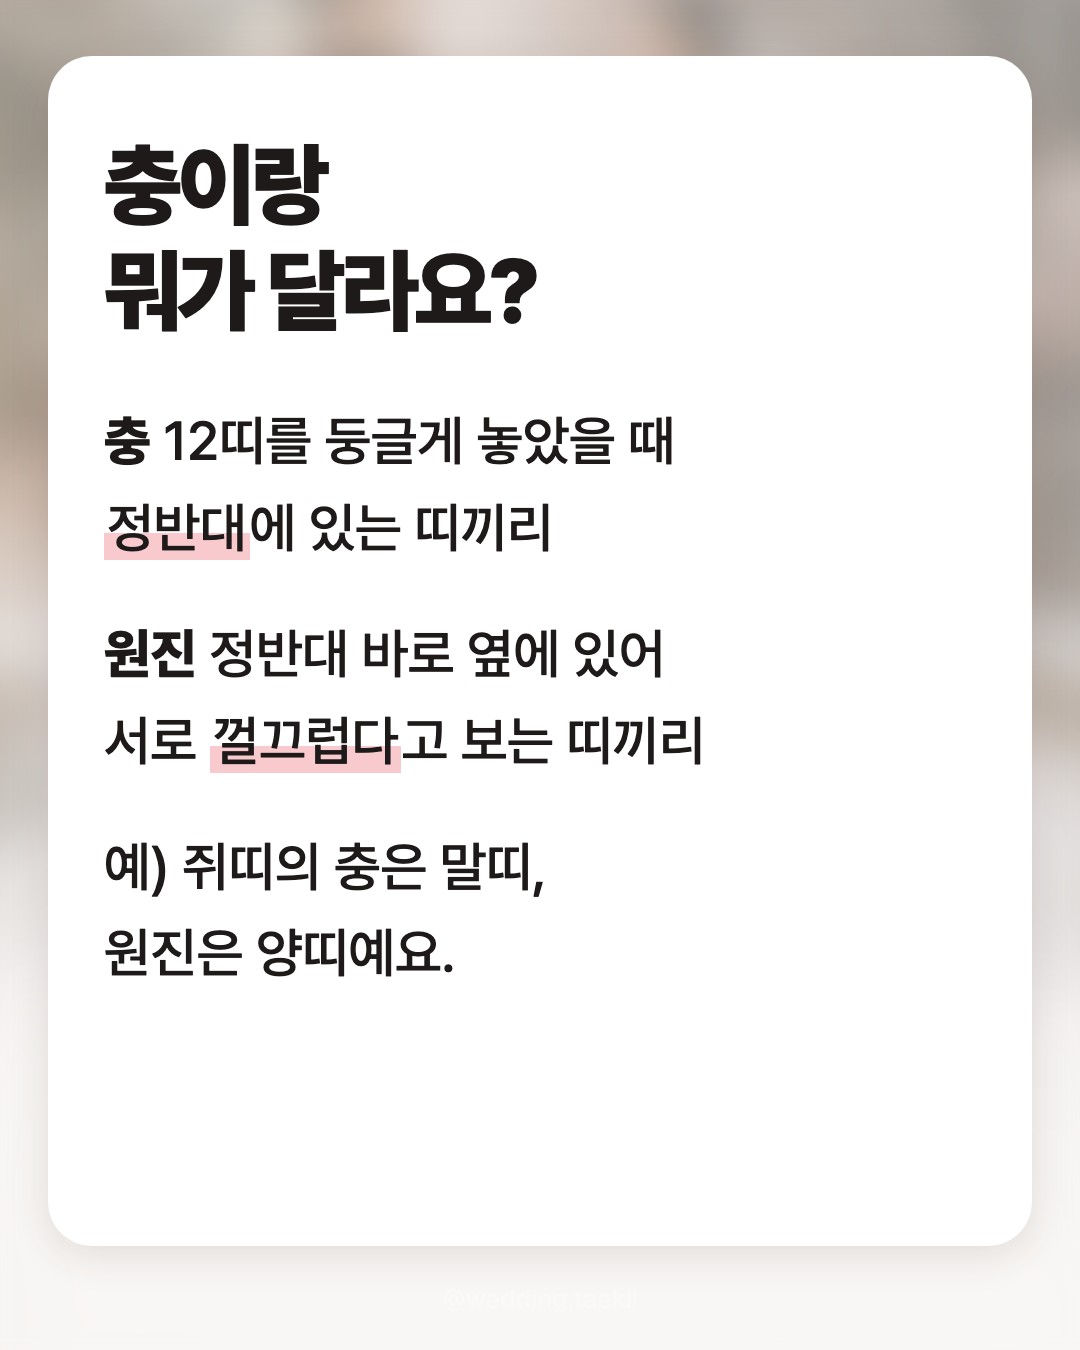 충이랑
뭐가 달라요?
충 12띠를 둥글게 놓았을 때
정반대에 있는 띠끼리
원진 정반대 바로 옆에 있어
서로 껄끄럽다고 보는 띠끼리
예) 쥐띠의 충은 말띠,
원진은 양띠예요.